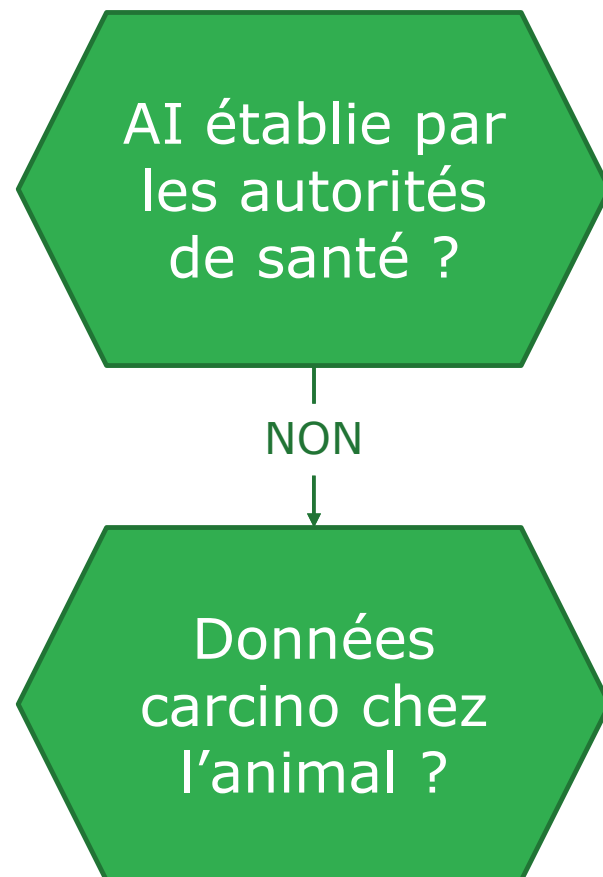 AI établie par
les autorités
de santé ?
NON
Données
carcino chez
l’animal ?